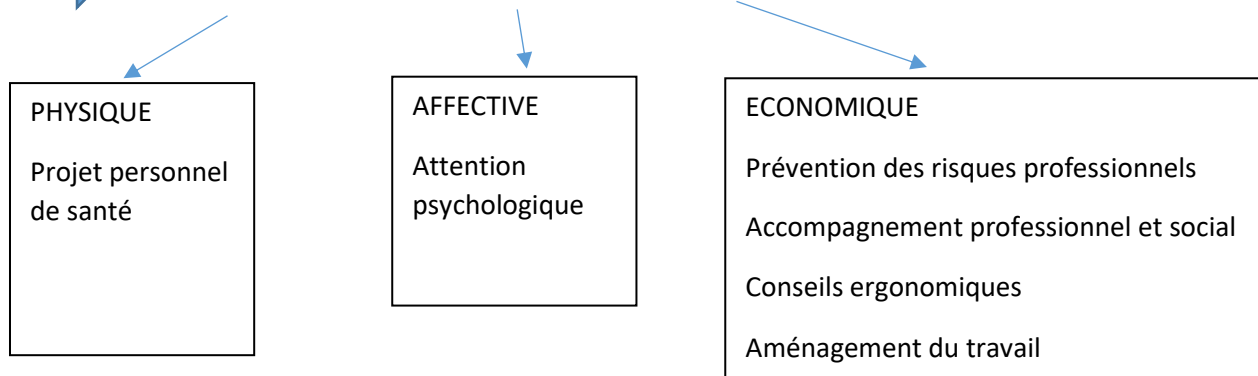 PHYSIQUE
Projet personnel
de santé
AFFECTIVE
Attention
psychologique
ECONOMIQUE
Prévention des risques professionnels
Accompagnement professionnel et social
Conseils ergonomiques
Aménagement du travail